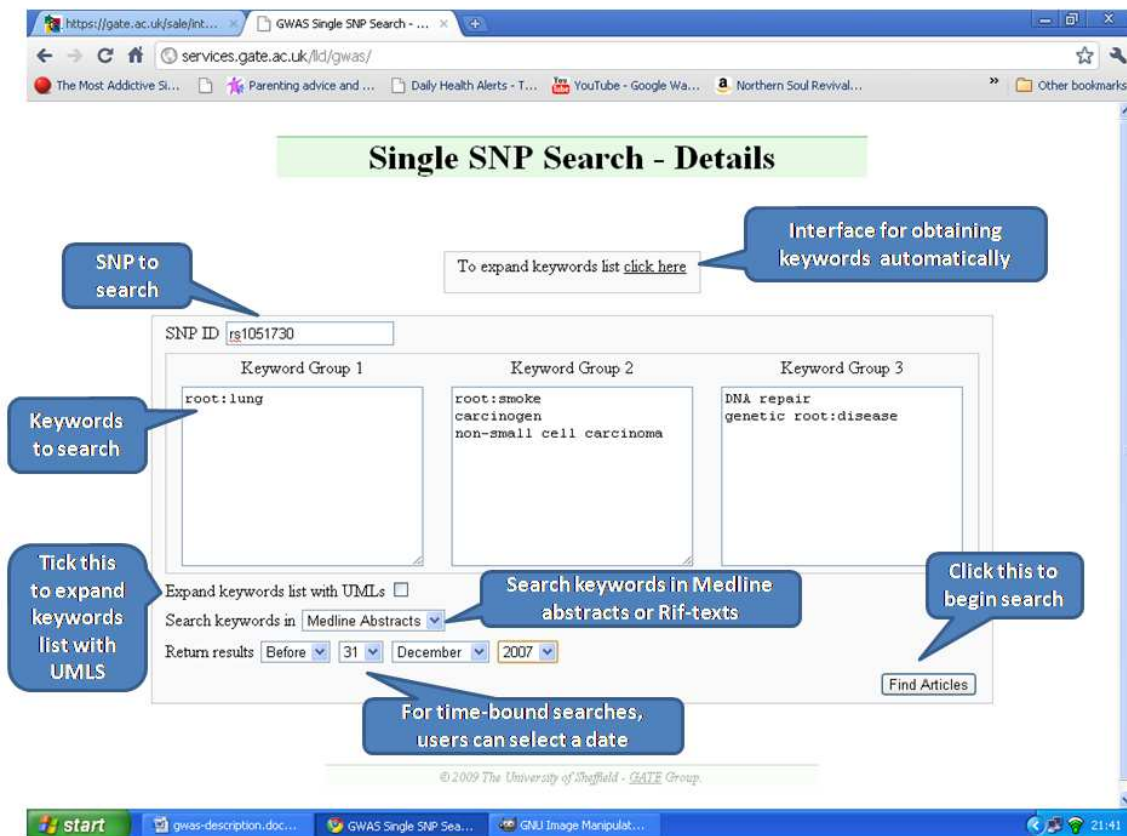 https://gate.ac.uk/sale/int...
GWAS Single SNP Search - ...
services.gate.ac.uk/lld/gwas/
The Most Addictive Si...
Parenting advice and ...
Daily Health Alerts - T...
You Tube
YouTube - Google Wa...
a
Northern Soul Revival...
»
Other bookmarks
Single SNP Search - Details
Interface for obtaining
keywords automatically
To expand keywords list click here
SNP to
search
SNP ID rs1051730
Keyword Group 1
Keyword Group 2
Keyword Group 3
root:lung
root:smoke
carcinogen
non-small cell carcinoma
DNA repair
genetic root:disease
Keywords
to search
Tick this
to expand
keywords
list with
UMLS
Expand keywords list with UMLs
Search keywords in Medline Abstracts
Return results Before 31 December 2007
Search keywords in Medline
abstracts or Rif-texts
Click this to
begin search
Find Articles
For time-bound searches,
users can select a date
© 2009 The University of Sheffield - GATE Group.
start
gwas-description.doc...
GWAS Single SNP Sea...
GNU Image Manipulat...
21:41